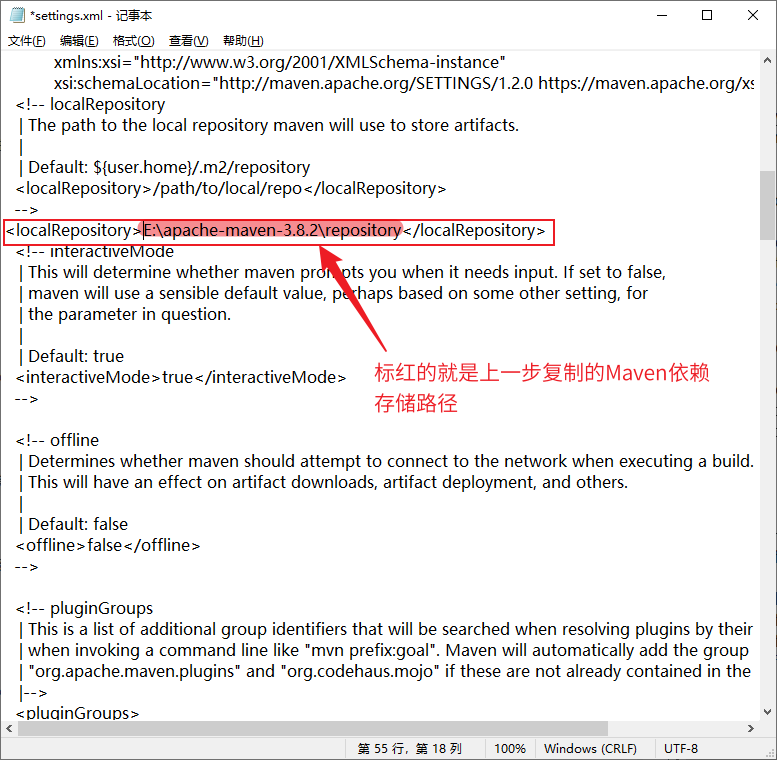 *settings.xml - 记事本
文件(F) 编辑(E) 格式(O) 查看(V) 帮助(H)
xmlns:xsi="http://www.w3.org/2001/XMLSchema-instance"
xsi:schemaLocation="http://maven.apache.org/SETTINGS/1.2.0 https://maven.apache.org/xs
<!-- localRepository
| The path to the local repository maven will use to store artifacts.
|
| Default: ${user.home}/.m2/repository
<localRepository>/path/to/local/repo</localRepository>
-->
<localRepository>E:\apache-maven-3.8.2\repository</localRepository>
<!-- interactiveMode
| This will determine whether maven prompts you when it needs input. If set to false,
| maven will use a sensible default value, perhaps based on some other setting, for
| the parameter in question.
|
| Default: true
<interactiveMode>true</interactiveMode>
-->
标红的就是上一步复制的Maven依赖
存储路径
<!-- offline
| Determines whether maven should attempt to connect to the network when executing a build.
| This will have an effect on artifact downloads, artifact deployment, and others.
|
| Default: false
<offline>false</offline>
-->
<!-- pluginGroups
| This is a list of additional group identifiers that will be searched when resolving plugins by their
| when invoking a command line like "mvn prefix:goal". Maven will automatically add the group
| "org.apache.maven.plugins" and "org.codehaus.mojo" if these are not already contained in the
|-->
<pluginGroups>
第 55 行，第 18 列 100% Windows (CRLF) UTF-8